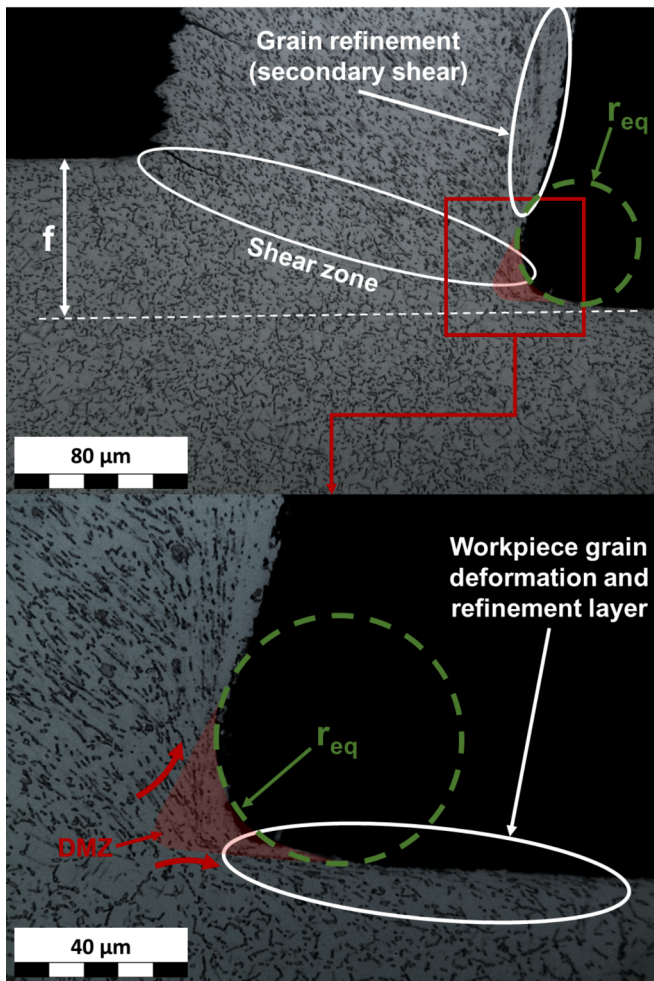 Grain refinement
(secondary shear)
r_eq
f
Shear zone
80 µm
Workpiece grain
deformation and
refinement layer
r_eq
DMZ
40 µm